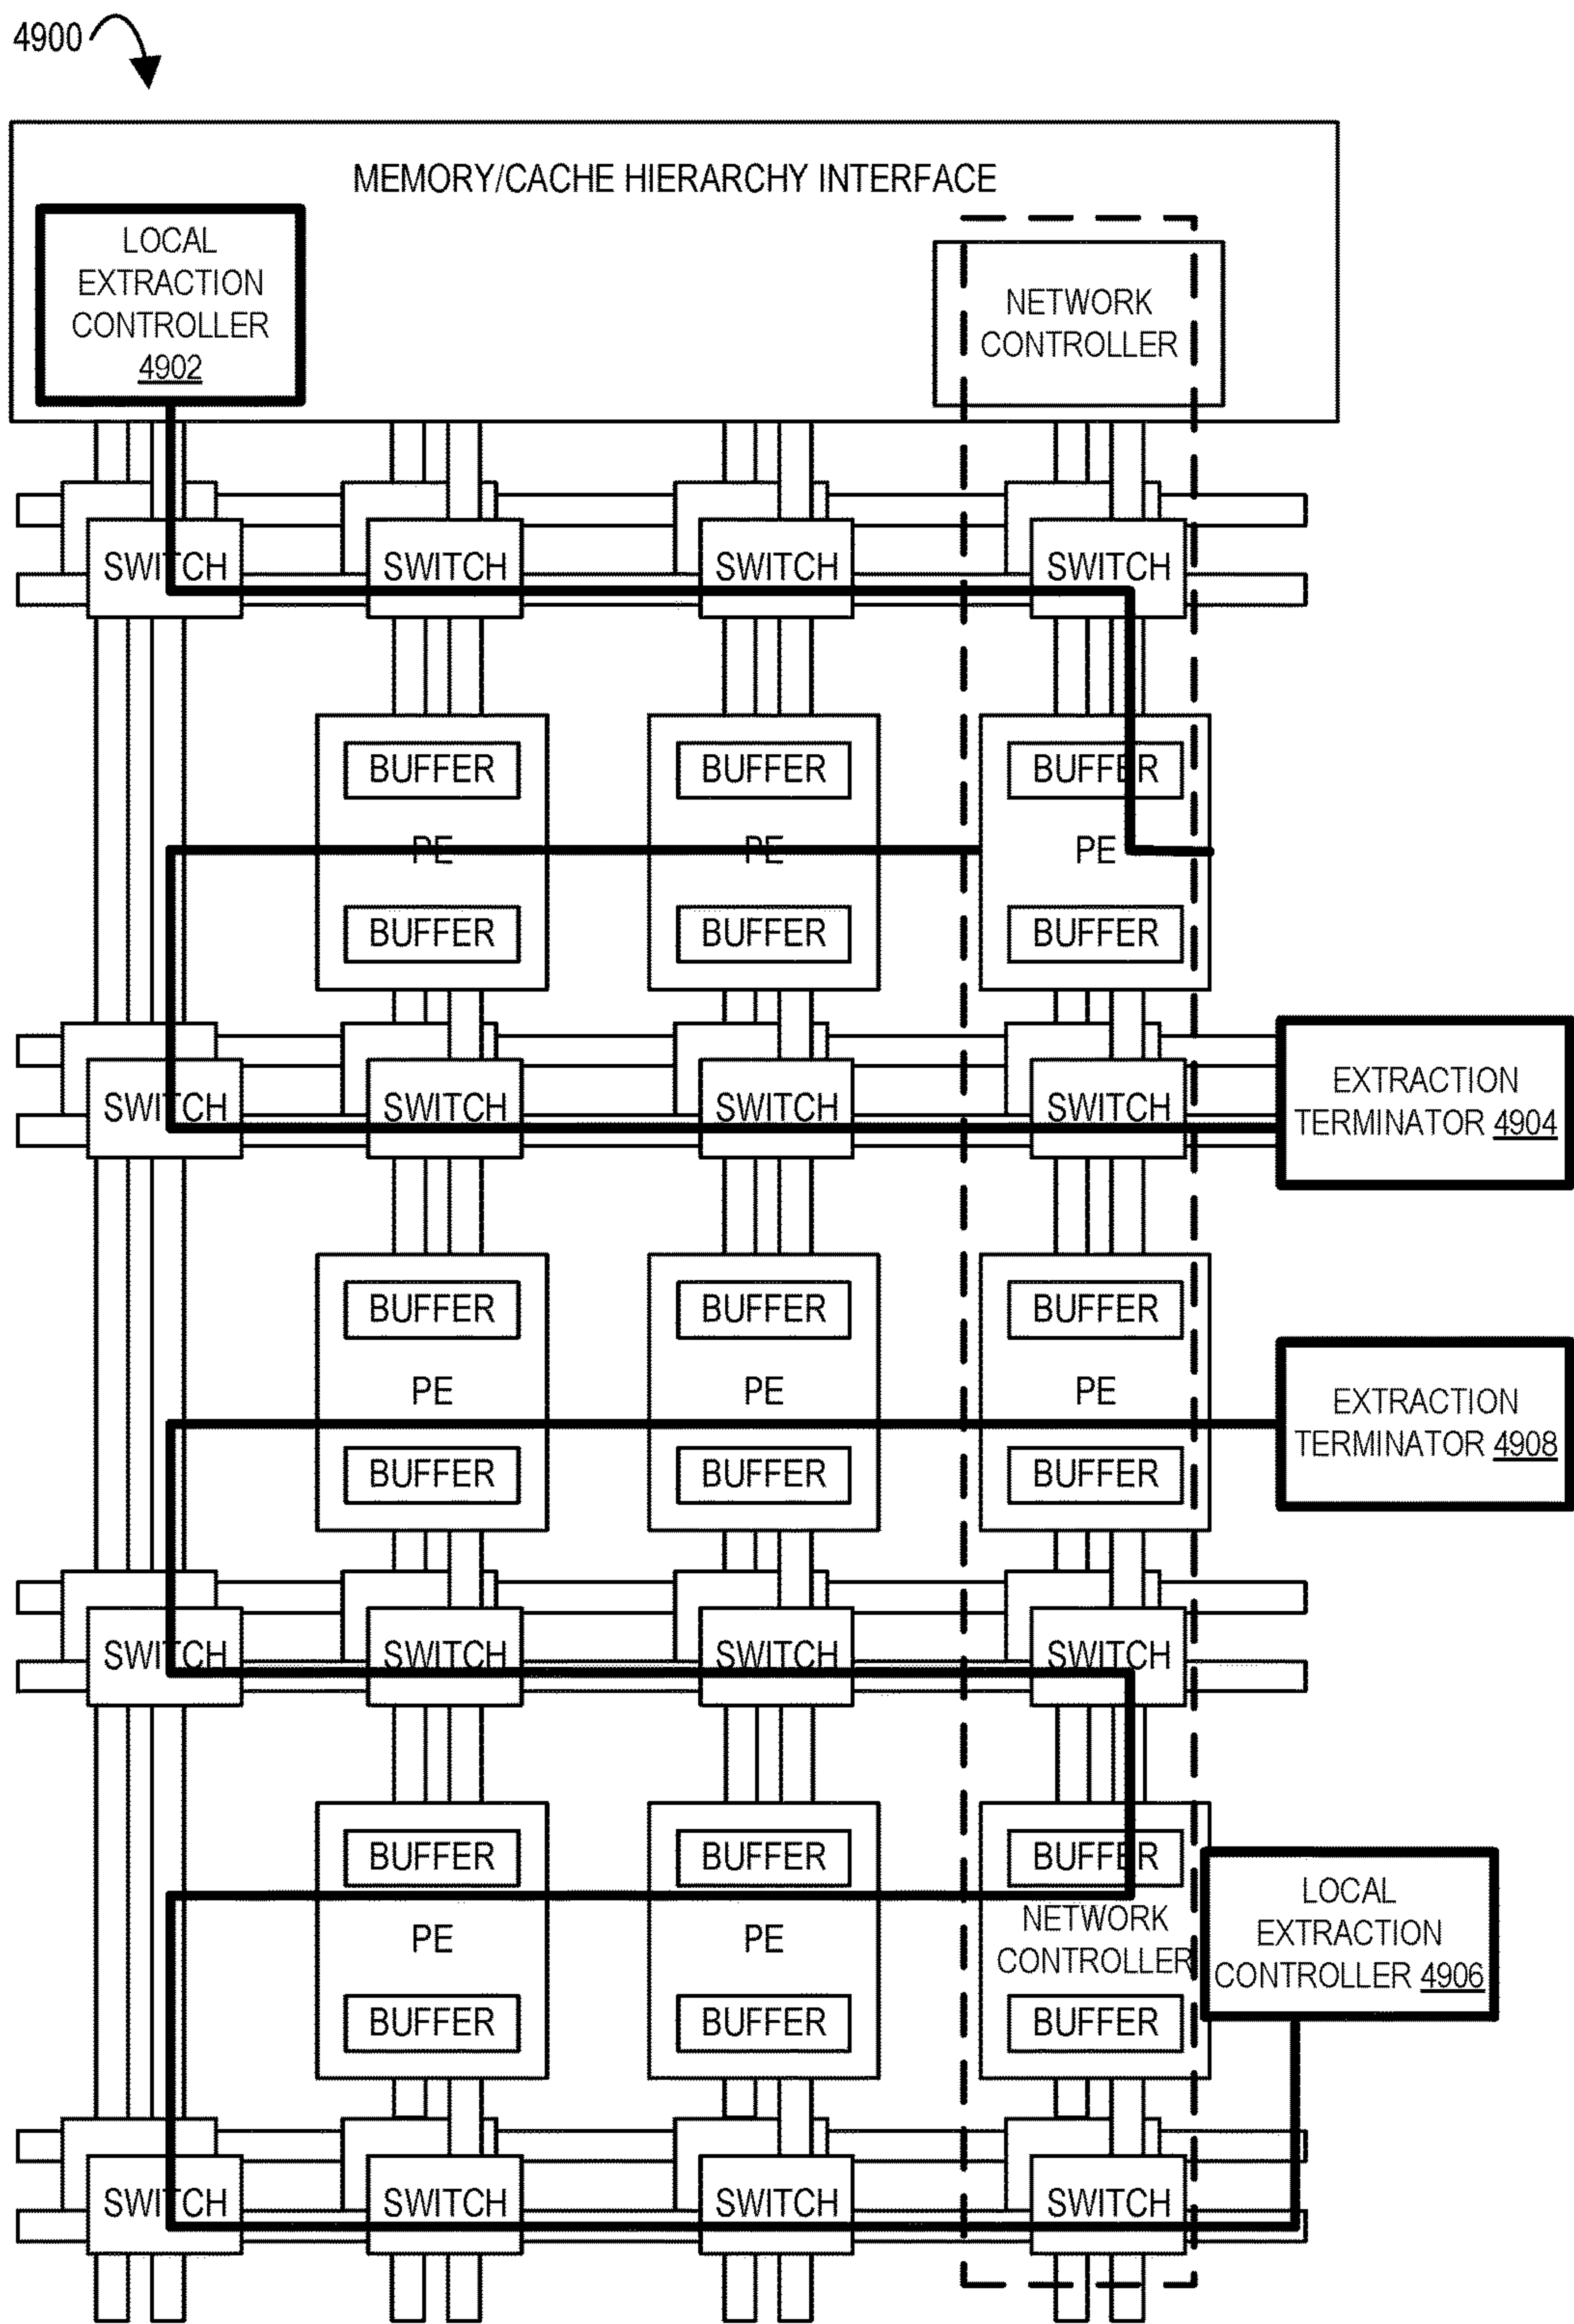 4900
MEMORY/CACHE HIERARCHY INTERFACE
LOCAL
EXTRACTION
CONTROLLER
4902
NETWORK
CONTROLLER
SWITCH SWITCH SWITCH SWITCH
BUFFER BUFFER BUFFER
PE PE PE
BUFFER BUFFER BUFFER
SWITCH SWITCH SWITCH SWITCH
EXTRACTION
TERMINATOR 4904
BUFFER BUFFER BUFFER
PE PE PE
BUFFER BUFFER BUFFER
EXTRACTION
TERMINATOR 4908
SWITCH SWITCH SWITCH SWITCH
BUFFER BUFFER BUFFER
PE PE NETWORK
CONTROLLER
BUFFER BUFFER BUFFER
LOCAL
EXTRACTION
CONTROLLER 4906
SWITCH SWITCH SWITCH SWITCH